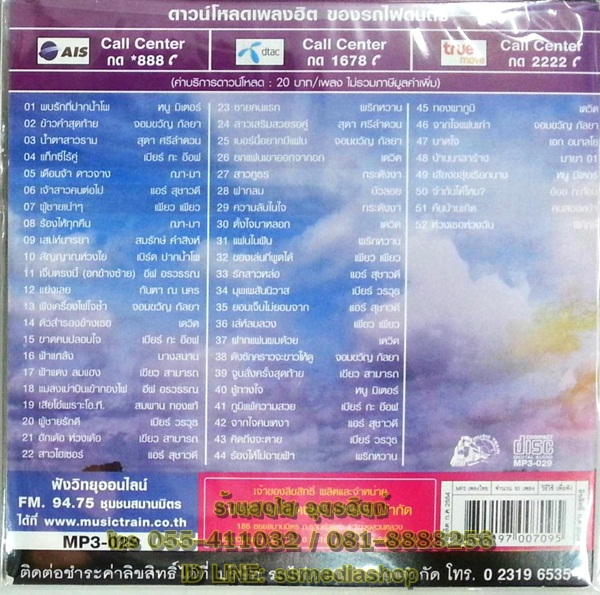 ดาวน์โหลดเพลงฮิต ของรถไฟดนตรี
AIS Call Center
กด *888
dtac Call Center
กด 1678
true move Call Center
กด 2222
(ค่าบริการดาวน์โหลด : 20 บาท/เพลง ไม่รวมภาษีมูลค่าเพิ่ม)
01 พบรักที่ปากน้ำโพ หนู มิเตอร์
02 ข้าวคำสุดท้าย จอมขวัญ กัลยา
03 น้ำตาสาวราม สุดา ศรีลำดวน
04 แท็กซี่ใร้คู่ เบียร์ กะ อ๊อฟ
05 เดือนจ๋า ดาวจาง ณา-มา
06 เจ้าสาวคนต่อไป แอร์ สุชาวดี
07 ผู้ชายเปาๆ เพียว เพียว
08 ร้องไห้ทุกคืน ณา-มา
09 เสน่ห์มารยา สมรักษ์ คำสิงห์
10 สัญญาณห่วงใย เบิร์ด ปากน้ำโพ
11 เจ็บตรงนี้ (อกข้างซ้าย) อีฟ อรวรรณ
12 แย่งเลย กันตา ณ นคร
13 ฟังเครื่องไฟใจช้ำ จอมขวัญ กัลยา
14 ตัวสำรองข้างเธอ เดวิด
15 ขาดคนปลอบใจ เบียร์ กะ อ๊อฟ
16 ฟ้าแกล้ง นางสนาน
17 ฟ้าแดง ลมแฮง เขียว สามารถ
18 แมลงเม่าบินเข้ากองไฟ อีฟ อรวรรณ
19 เสียโอ๋เพราะโอ.ที. สมพาน ทองแท้
20 ผู้ชายรักดี เบียร์ วรวุธ
21 ฮักเด้อ ห่วงเด้อ เขียว สามารถ
22 สาวไฮเซอร์ แอร์ สุชาวดี
23 ชายคนแรก พริกหวาน
24 สาวเสริมสวยรอคู่ สุดา ศรีลำดวน
25 เบอร์นี้อยากมีแฟน จอมขวัญ กัลยา
26 ยกแฟนเขาออกจากอก เดวิด
27 สาวภูธร กระดังงา
28 ฝากลม บัวลอย
29 ความลับในใจ กระดังงา
30 ตั้งใจมาหลอก เดวิด
31 แฟนในฝัน พริกหวาน
32 ของเล่นที่พูดได้ เพียว เพียว
33 รักสาวหล่อ แอร์ สุชาวดี
34 บุพเพสันนิวาส เบียร์ วรวุธ
35 ยอมเจ็บไม่ยอมจาก แอร์ สุชาวดี
36 เล่ห์ลมลวง เพียว เพียว
37 ฝากแฟนผมด้วย เดวิด
38 ดังซักคราวจะขาวให้ดู จอมขวัญ กัลยา
39 จูบสั่งครั้งสุดท้าย เขียว สามารถ
40 ชู้ทางใจ หนู มิเตอร์
41 ภูมิแพ้ความสวย เบียร์ กะ อ๊อฟ
42 จากใจคนเหงา แอร์ สุชาวดี
43 คิดถึงจะตาย เบียร์ วรวุธ
44 ร้องไห้ไม่อายฟ้า พริกหวาน
45 ทองผาภูมิ เดวิด
46 จากใจแฟนเก่า จอมขวัญ กัลยา
47 บาดใจ เอก อมาลโย
48 บ้านนาลาร้าง มายา 01
49 เสียงขลุ่ยเรียกนาง หนู มิเตอร์
50 จำกันได้ไหม?
51 คืนบ้านเกิด
52 ห่วงเธอห่วงฉัน
COMPACT disc DIGITAL AUDIO
MP3-029
ฟังวิทยุออนไลน์
FM. 94.75 ชุมชนสมานมิตร
ได้ที่ www.musictrain.co.th
MP3-029
เจ้าของลิขสิทธิ์ ผลิตและจำหน่าย
497 007095
โทร 055-411032 / 081-8888256
ID LINE: ssmediashop
ติดต่อชำระค่าลิขสิทธิ์ได้ที่ โทร. 0 2319 6535